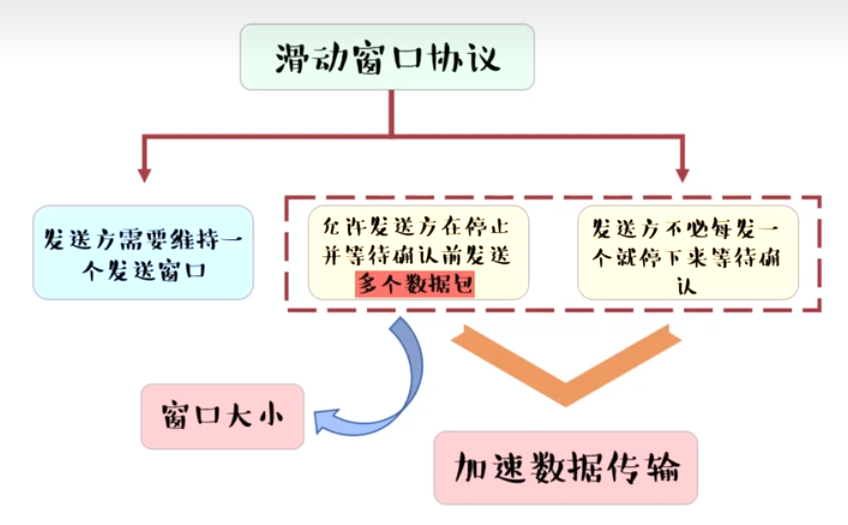 滑动窗口协议
发送方需要维持一
个发送窗口
允许发送方在停止
并等待确认前发送
多个数据包
发送方不必每发一
个就停下来等待确
认
窗口大小
加速数据传输